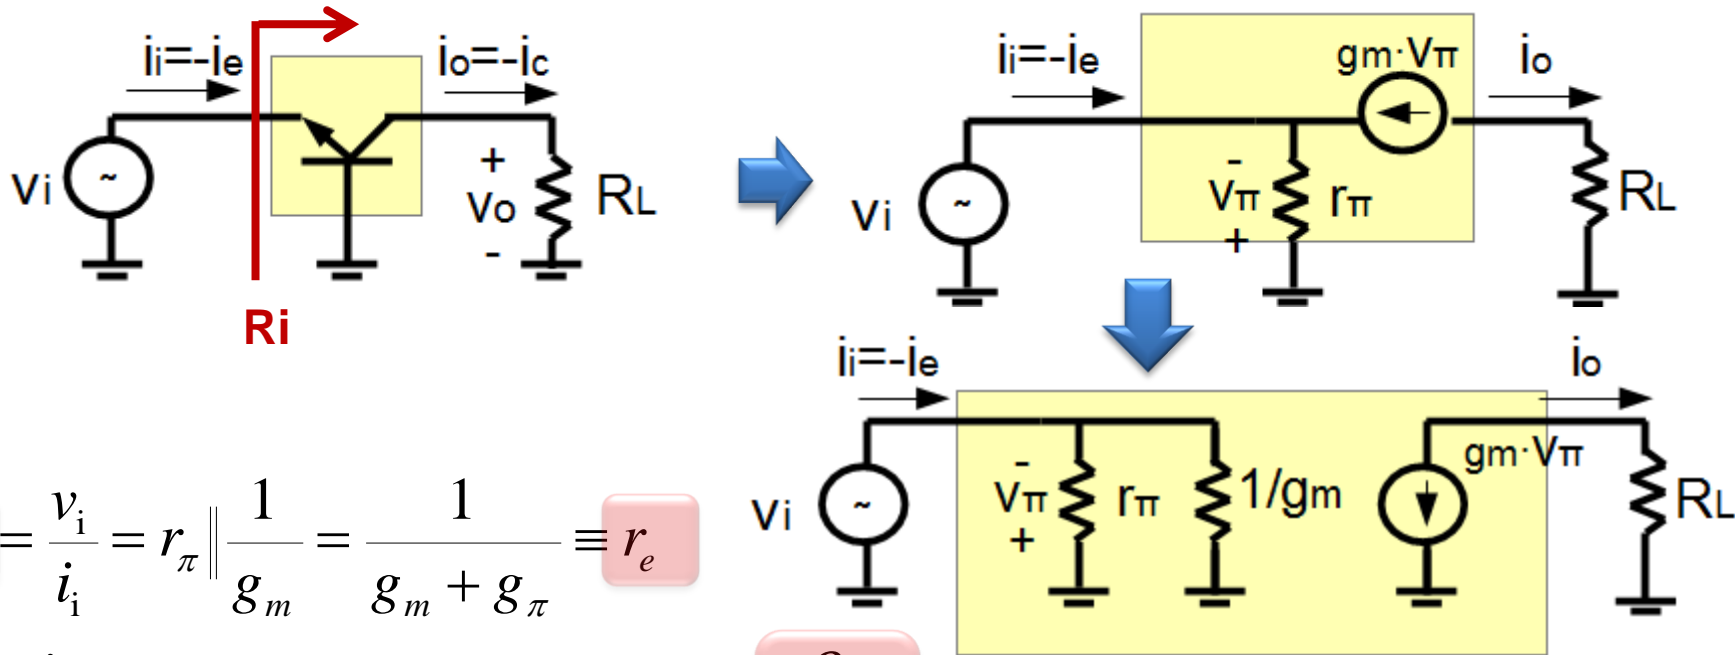 ii=-ie
io=-ic
vi
~
+
vo
-
RL
Ri
ii=-ie
gm·vπ
io
vi
~
-
vπ
+
rπ
RL
ii=-ie
io
vi
~
-
vπ
+
rπ
1/gm
gm·vπ
RL
= vi/ii = rπ ‖ 1/gm = 1/(gm + gπ) ≡ re